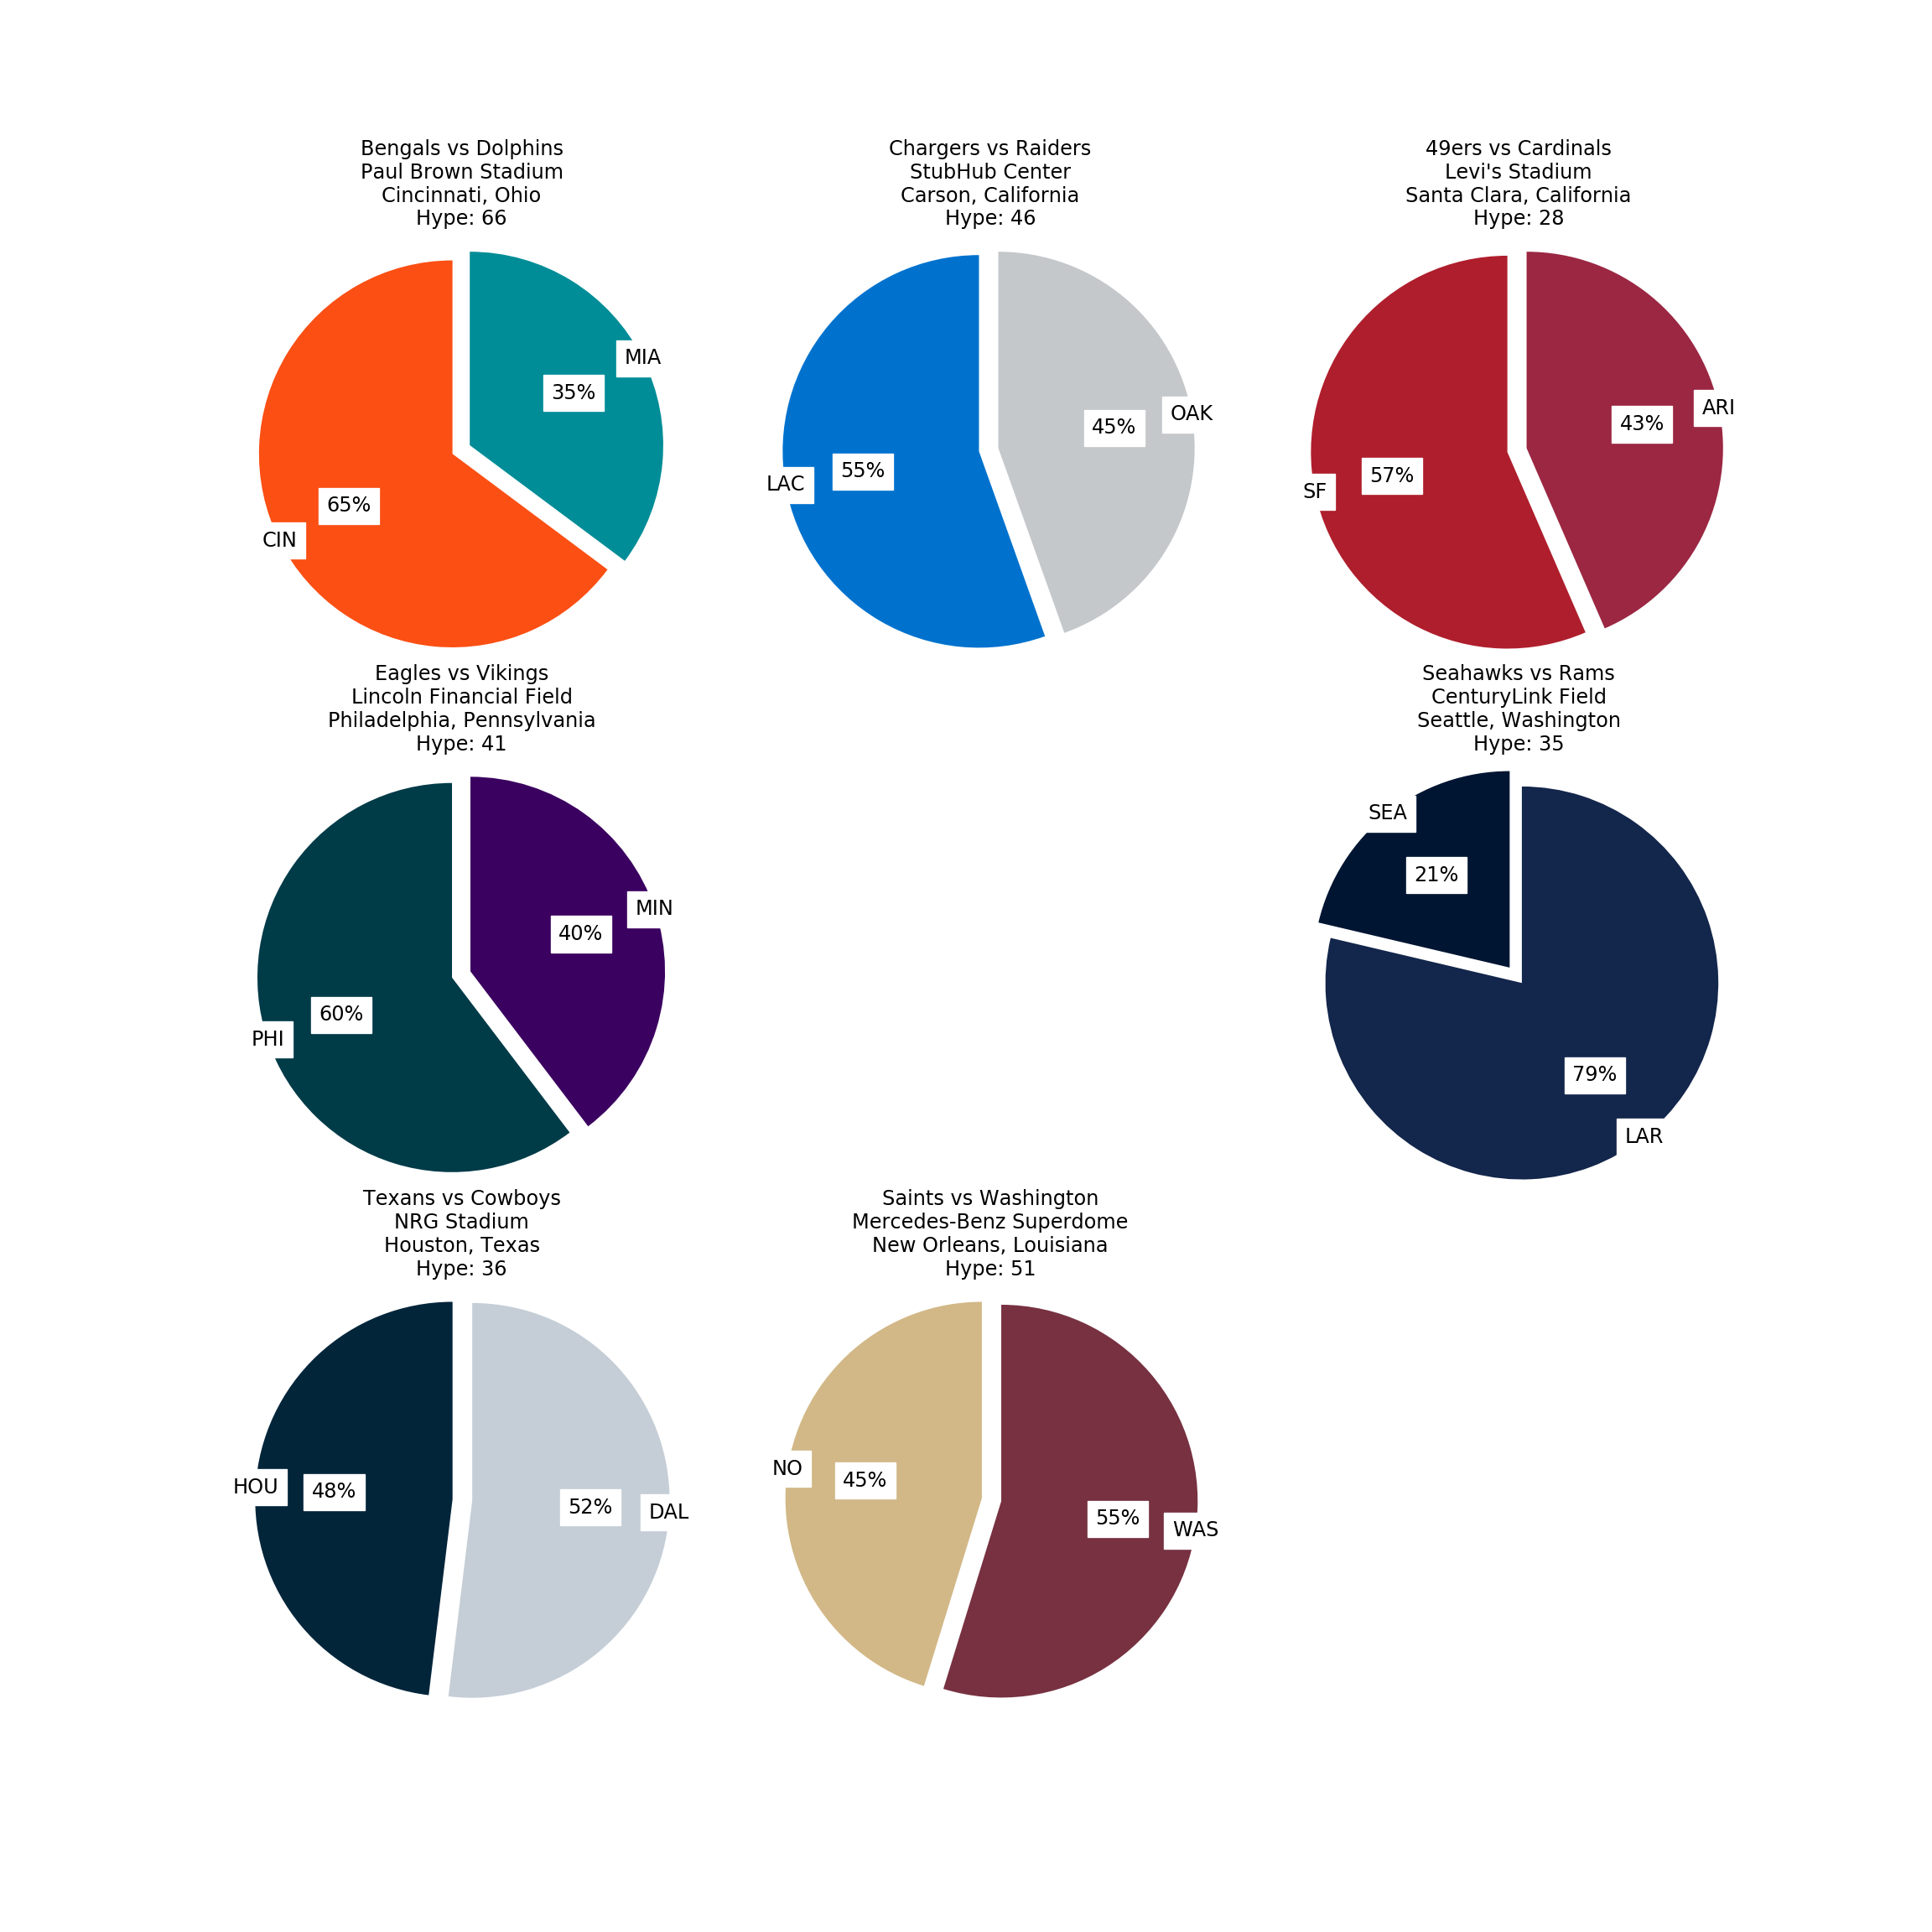 Bengals vs Dolphins
Paul Brown Stadium
Cincinnati, Ohio
Hype: 66
MIA
35%
65%
CIN
Chargers vs Raiders
StubHub Center
Carson, California
Hype: 46
OAK
45%
55%
LAC
49ers vs Cardinals
Levi's Stadium
Santa Clara, California
Hype: 28
ARI
43%
57%
SF
Eagles vs Vikings
Lincoln Financial Field
Philadelphia, Pennsylvania
Hype: 41
MIN
40%
60%
PHI
Seahawks vs Rams
CenturyLink Field
Seattle, Washington
Hype: 35
SEA
21%
79%
LAR
Texans vs Cowboys
NRG Stadium
Houston, Texas
Hype: 36
HOU
48%
52%
DAL
Saints vs Washington
Mercedes-Benz Superdome
New Orleans, Louisiana
Hype: 51
NO
45%
55%
WAS